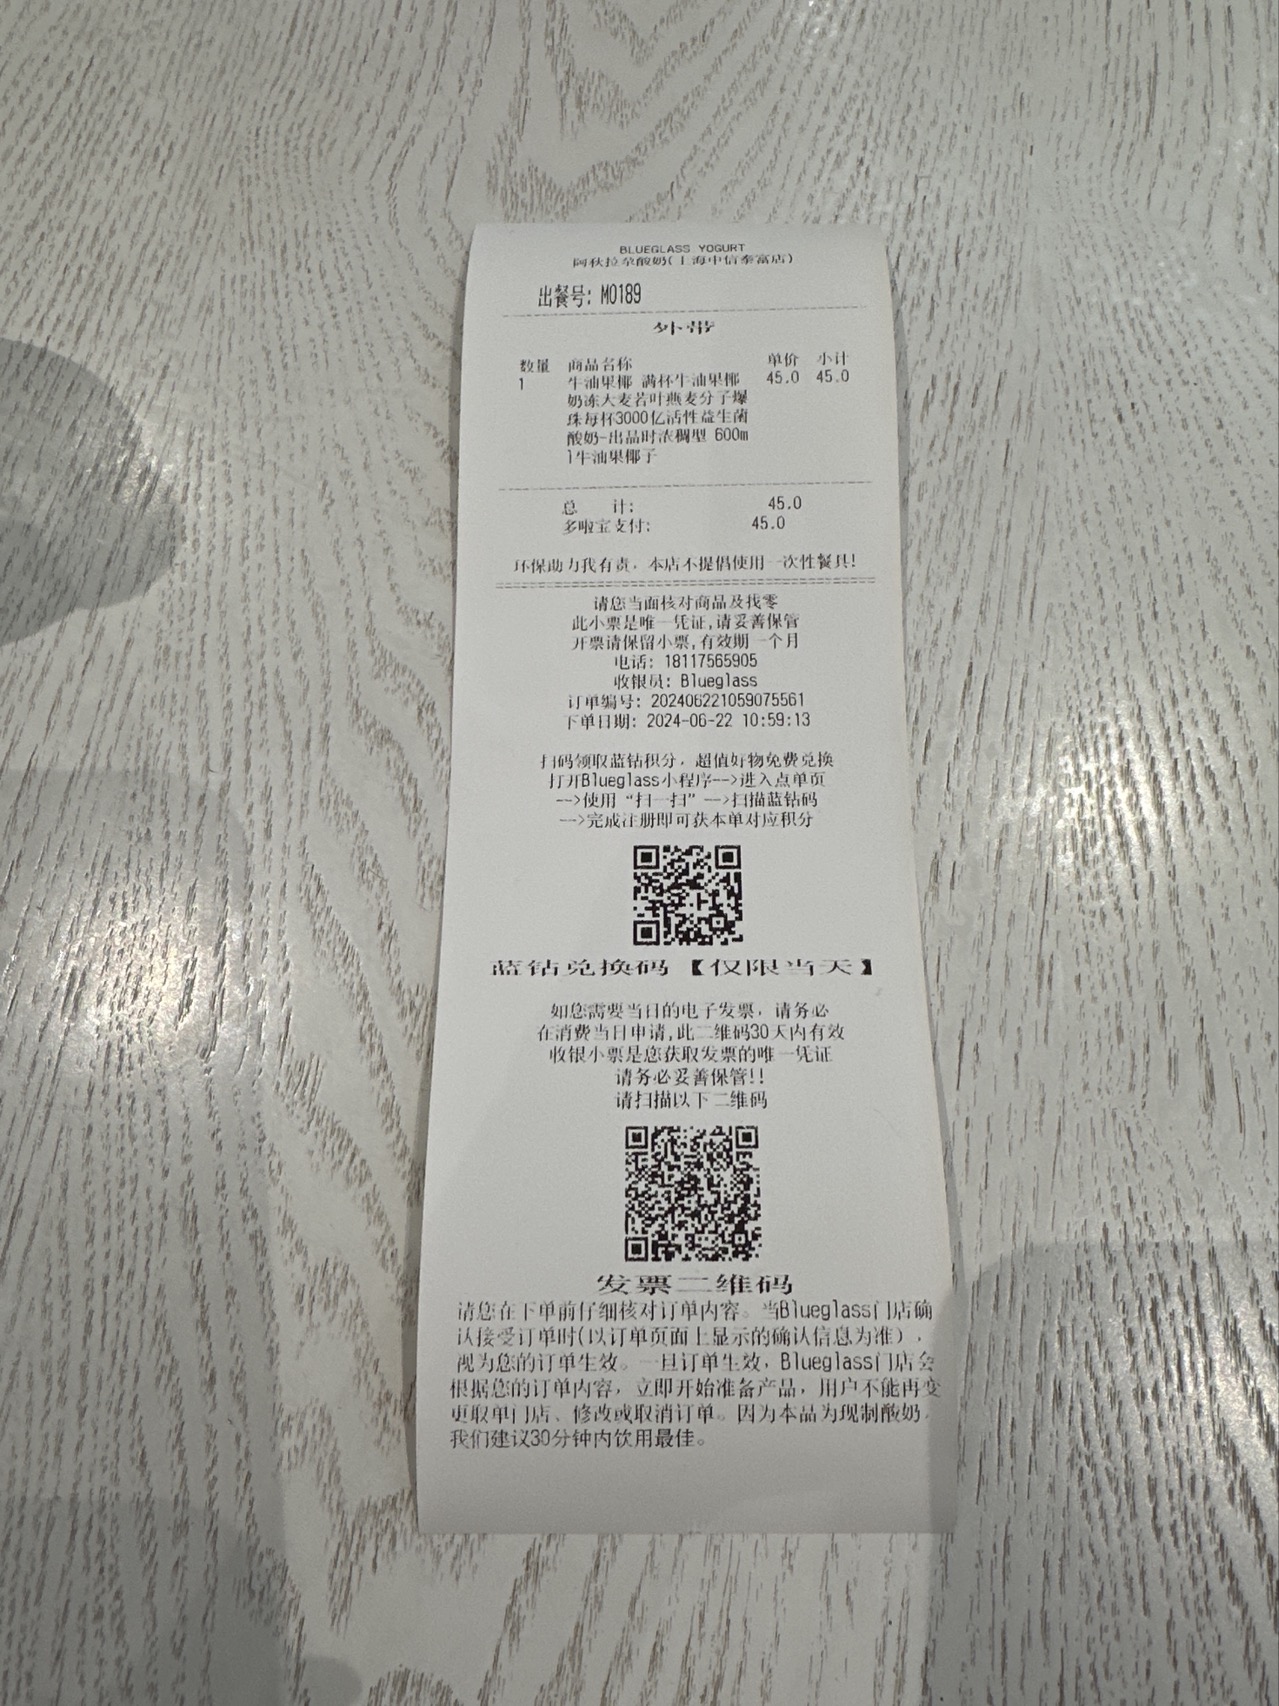 BLUEGLASS YOGURT
阿秋拉尕酸奶(上海中信泰富店)
出餐号: M0189
外带
数量 商品名称 单价 小计
1 牛油果椰 满杯牛油果椰 45.0 45.0
奶冻大麦若叶燕麦分子爆
珠每杯3000亿活性益生菌
酸奶-出品时浓稠型 600m
l牛油果椰子
总 计: 45.0
多啦宝支付: 45.0
环保助力我有责，本店不提倡使用一次性餐具!
请您当面核对商品及找零
此小票是唯一凭证,请妥善保管
开票请保留小票,有效期一个月
电话: 18117565905
收银员: Blueglass
订单编号: 202406221059075561
下单日期: 2024-06-22 10:59:13
扫码领取蓝钻积分，超值好物免费兑换
打开Blueglass小程序-->进入点单页
-->使用“扫一扫”-->扫描蓝钻码
-->完成注册即可获本单对应积分
蓝钻兑换码【仅限当天】
如您需要当日的电子发票，请务必
在消费当日申请,此二维码30天内有效
收银小票是您获取发票的唯一凭证
请务必妥善保管!!
请扫描以下二维码
发票二维码
请您在下单前仔细核对订单内容。当Blueglass门店确
认接受订单时(以订单页面上显示的确认信息为准)，
视为您的订单生效。一旦订单生效，Blueglass门店会
根据您的订单内容，立即开始准备产品，用户不能再变
更取单门店、修改或取消订单。因为本品为现制酸奶，
我们建议30分钟内饮用最佳。